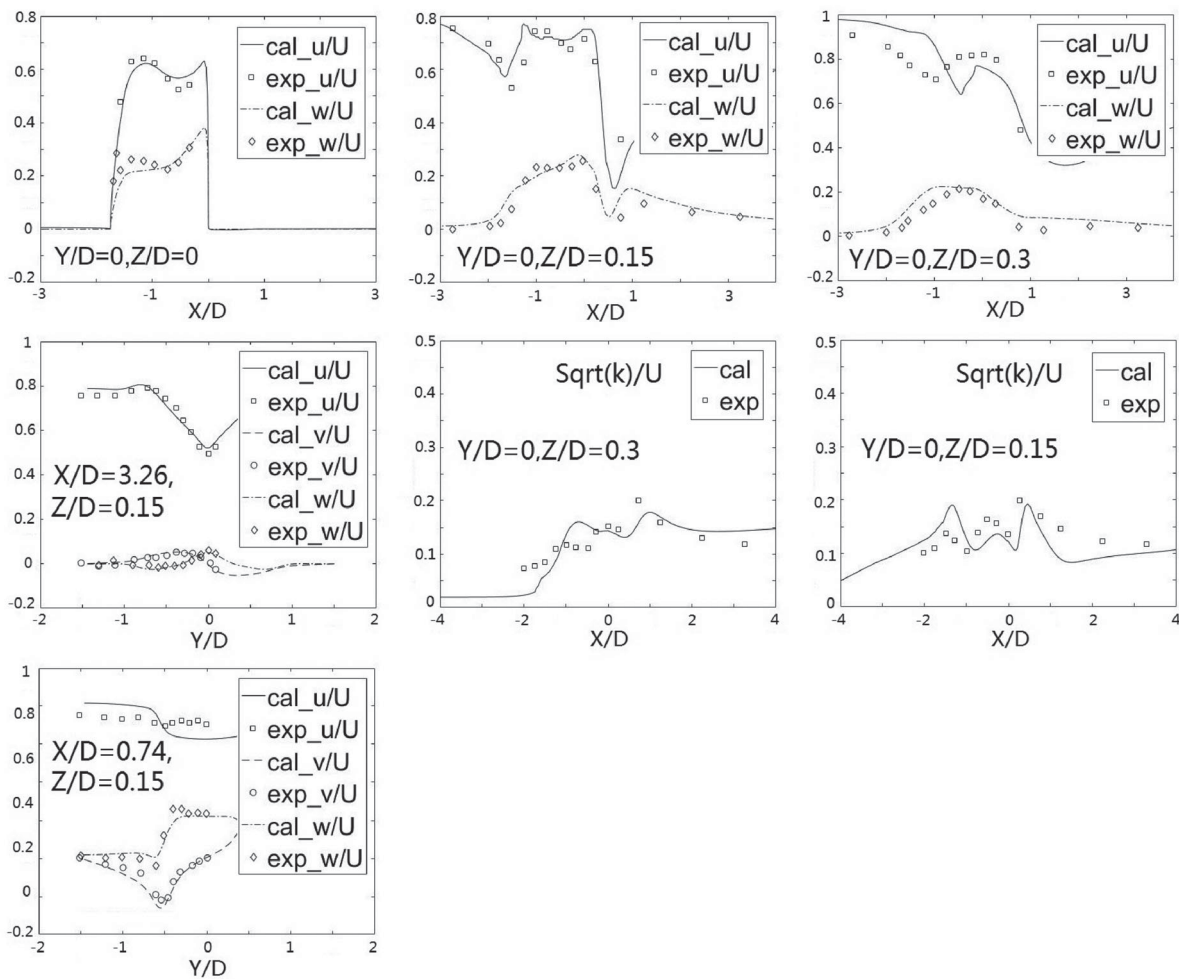 0.8
0.6
0.4
0.2
0
-0.2
-3
-1
1
3
X/D
cal_u/U
exp_u/U
cal_w/U
exp_w/U
Y/D=0,Z/D=0
0.8
0.6
0.4
0.2
0
0.2
-3
-1
1
3
X/D
cal_u/U
exp_u/U
cal_w/U
exp_w/U
Y/D=0,Z/D=0.15
1
0.8
0.6
0.4
0.2
0
-0.2
-3
-1
1
3
X/D
cal_u/U
exp_u/U
cal_w/U
exp_w/U
Y/D=0,Z/D=0.3
1
0.8
0.6
0.4
0.2
0
-0.2
-2
-1
0
1
2
Y/D
cal_u/U
exp_u/U
cal_v/U
exp_v/U
cal_w/U
exp_w/U
X/D=3.26,
Z/D=0.15
0.5
0.4
0.3
0.2
0.1
0
-4
-2
0
2
4
X/D
Sqrt(k)/U
cal
exp
Y/D=0,Z/D=0.3
0.5
0.4
0.3
0.2
0.1
0
-4
-2
0
2
4
X/D
Sqrt(k)/U
cal
exp
Y/D=0,Z/D=0.15
1
0.8
0.6
0.4
0.2
0
-0.2
-2
-1
0
1
2
Y/D
cal_u/U
exp_u/U
cal_v/U
exp_v/U
cal_w/U
exp_w/U
X/D=0.74,
Z/D=0.15